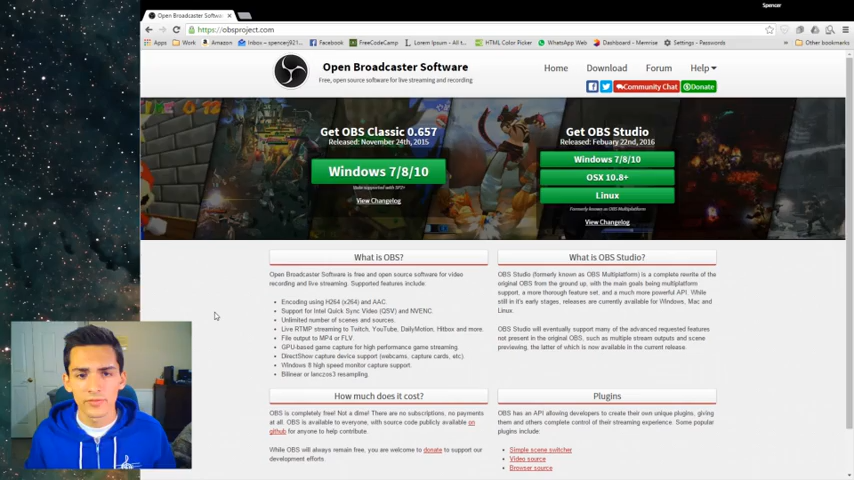 Spencer
Open Broadcaster Softwa
https://obsproject.com
Apps Work Amazon Inbox – spencerj921... Facebook FreeCodeCamp Lorem Ipsum - All t... HTML Color Picker WhatsApp Web Dashboard - Memrise Settings - Passwords Other bookmarks
Open Broadcaster Software
Free, open source software for live streaming and recording
Home Download Forum Help
Community Chat Donate
Get OBS Classic 0.657
Released: November 24th, 2015
Windows 7/8/10
View Changelog
Get OBS Studio
Released: Febuary 22nd, 2016
Windows 7/8/10
OSX 10.8+
Linux
Formerly known as OBS Multiplatform
View Changelog
What is OBS?
Open Broadcaster Software is free and open source software for video
recording and live streaming. Supported features include:
Encoding using H264 (x264) and AAC.
Support for Intel Quick Sync Video (QSV) and NVENC.
Unlimited number of scenes and sources.
Live RTMP streaming to Twitch, YouTube, DailyMotion, Hitbox and more.
File output to MP4 or FLV.
GPU-based game capture for high performance game streaming.
DirectShow capture device support (webcams, capture cards, etc).
Windows 8 high speed monitor capture support.
Bilinear or lanczos3 resampling.
What is OBS Studio?
OBS Studio (formerly known as OBS Multiplatform) is a complete rewrite of the
original OBS from the ground up, with the main goals being multiplatform
support, a more thorough feature set, and a much more powerful API. While
still in it's early stages, releases are currently available for Windows, Mac and
Linux.
OBS Studio will eventually support many of the advanced requested features
not present in the original OBS, such as multiple stream outputs and scene
previewing, the latter of which is now available in the current release.
How much does it cost?
OBS is completely free! Not a dime! There are no subscriptions, no payments
at all. OBS is available to everyone, with source code publicly available on
github for anyone to help contribute.
While OBS will always remain free, you are welcome to donate to support our
development efforts.
Plugins
OBS has an API allowing developers to create their own unique plugins, giving
them and others complete control of their streaming experience. Some popular
plugins include:
Simple scene switcher
Video source
Browser source